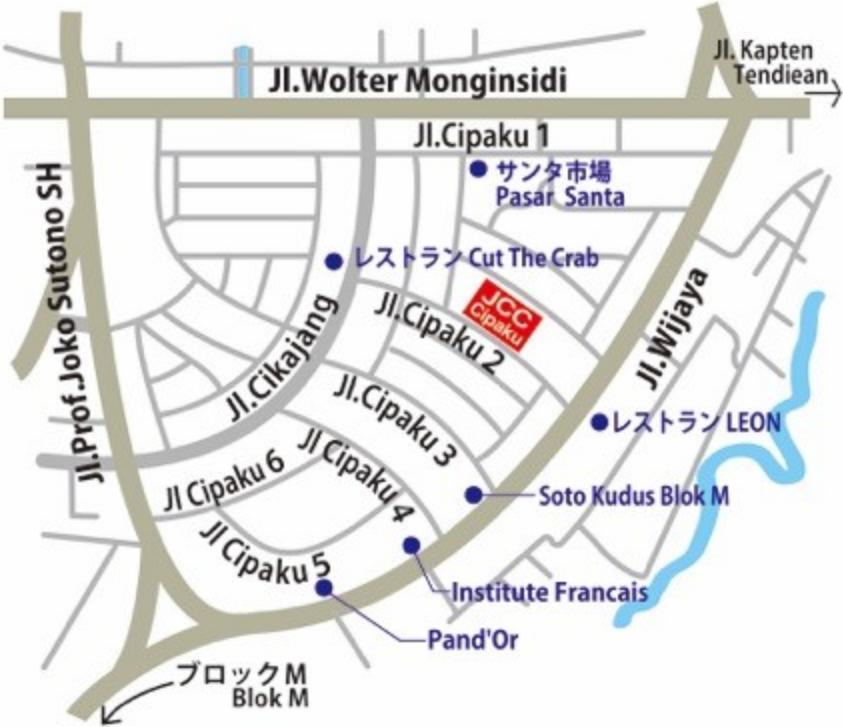 Jl. Kapten
Tendiean
Jl.Wolter Monginsidi
Jl.Cipaku 1
サンタ市場
Pasar Santa
Jl.Prof.Joko Sutono SH
レストラン Cut The Crab
JCC
Cipaku
Jl.Cipaku 2
Jl.Wijaya
Jl.Cikajang
Jl.Cipaku 3
レストラン LEON
Jl Cipaku 6
Jl Cipaku 4
Soto Kudus Blok M
Jl Cipaku 5
Institute Francais
Pand'Or
ブロックM
Blok M